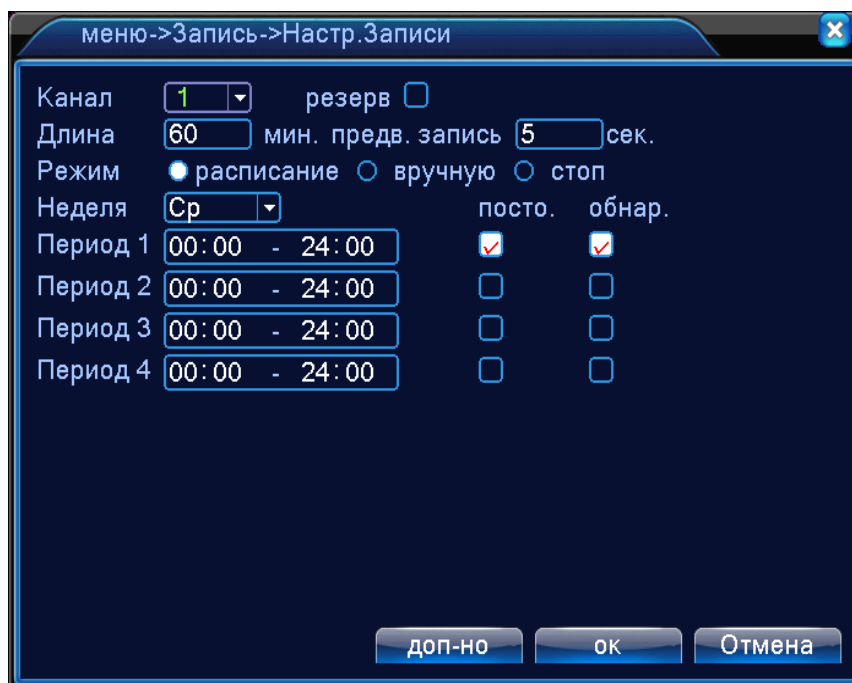 меню->Запись->Настр.Записи
Канал 1 резерв
Длина 60 мин. предв. запись 5 сек.
Режим расписание вручную стоп
Неделя Ср посто. обнар.
Период 1 00:00 - 24:00
Период 2 00:00 - 24:00
Период 3 00:00 - 24:00
Период 4 00:00 - 24:00
доп-но ок Отмена